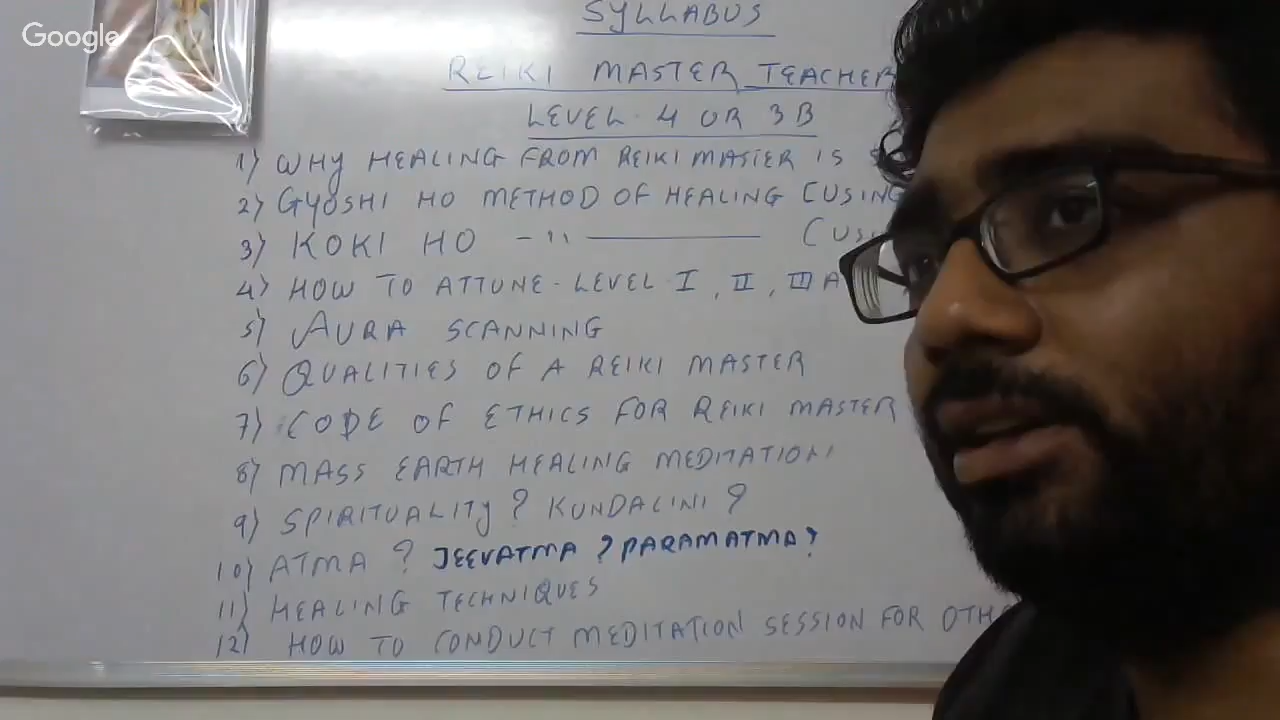 Google
SYLLABUS
REIKI MASTER TEACHER
LEVEL 4 OR 3B
1) WHY HEALING FROM REIKI MASTER IS
2) GYOSHI HO METHOD OF HEALING (USING
3) KOKI HO - " ——— (
4) HOW TO ATTUNE - LEVEL I, II, III
5) AURA SCANNING
6) QUALITIES OF A REIKI MASTER
7) CODE OF ETHICS FOR REIKI MASTER
8) MASS EARTH HEALING MEDITATION
9) SPIRITUALITY? KUNDALINI?
10) ATMA? JEEVATMA? PARAMATMA?
11) HEALING TECHNIQUES
12) HOW TO CONDUCT MEDITATION SESSION FOR